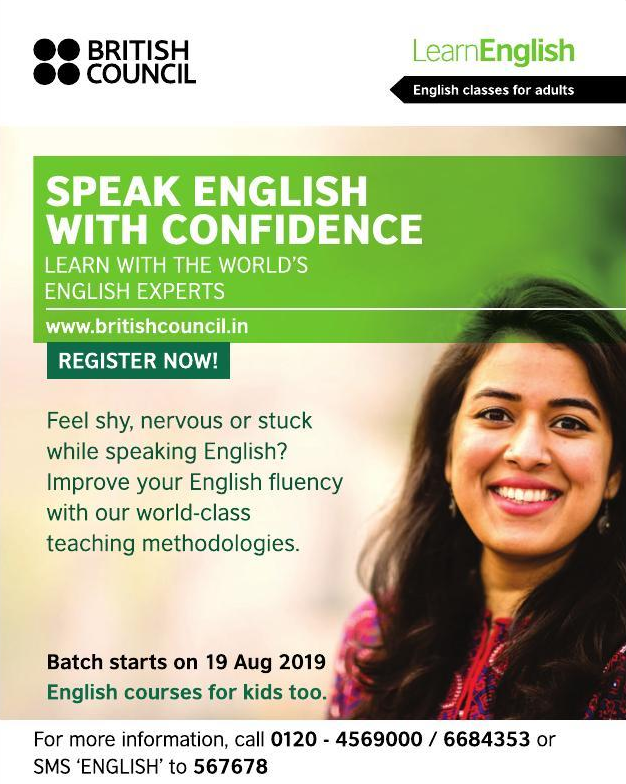 BRITISH
COUNCIL
LearnEnglish
English classes for adults
SPEAK ENGLISH
WITH CONFIDENCE
LEARN WITH THE WORLD'S
ENGLISH EXPERTS
www.britishcouncil.in
REGISTER NOW!
Feel shy, nervous or stuck
while speaking English?
Improve your English fluency
with our world-class
teaching methodologies.
Batch starts on 19 Aug 2019
English courses for kids too.
For more information, call 0120 - 4569000 / 6684353 or
SMS 'ENGLISH' to 567678